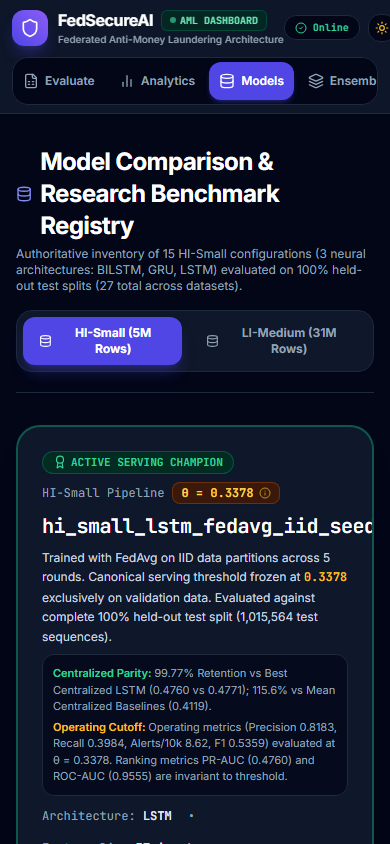 FedSecureAI
AML DASHBOARD
Online
Federated Anti-Money Laundering Architecture
Evaluate
Analytics
Models
Ensemb
Model Comparison &
Research Benchmark
Registry
Authoritative inventory of 15 HI-Small configurations (3 neural
architectures: BILSTM, GRU, LSTM) evaluated on 100% held-
out test splits (27 total across datasets).
HI-Small (5M
Rows)
LI-Medium (31M
Rows)
ACTIVE SERVING CHAMPION
HI-Small Pipeline
θ = 0.3378
hi_small_lstm_fedavg_iid_seed
Trained with FedAvg on IID data partitions across 5
rounds. Canonical serving threshold frozen at 0.3378
exclusively on validation data. Evaluated against
complete 100% held-out test split (1,015,564 test
sequences).
Centralized Parity: 99.77% Retention vs Best
Centralized LSTM (0.4760 vs 0.4771); 115.6% vs Mean
Centralized Baselines (0.4119).
Operating Cutoff: Operating metrics (Precision 0.8183,
Recall 0.3984, Alerts/10k 8.62, F1 0.5359) evaluated at
θ = 0.3378. Ranking metrics PR-AUC (0.4760) and
ROC-AUC (0.9555) are invariant to threshold.
Architecture: LSTM •